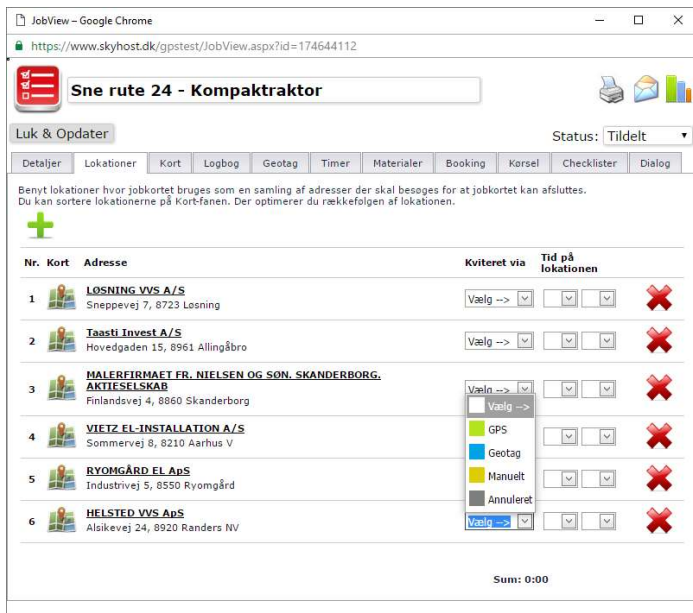 JobView – Google Chrome
https://www.skyhost.dk/gpstest/JobView.aspx?id=174644112
Sne rute 24 - Kompaktraktor
Luk & Opdater
Status: Tildelt
Detaljer Lokationer Kort Logbog Geotag Timer Materialer Booking Kørsel Checklister Dialog
Benyt lokationer hvor jobkortet bruges som en samling af adresser der skal besøges for at jobkortet kan afsluttes.
Du kan sortere lokationerne på Kort-fanen. Der optimerer du rækkefølgen af lokationen.
Nr. Kort Adresse Kviteret via Tid på
lokationen
1 LØSNING VVS A/S
Sneppevej 7, 8723 Løsning
Vælg -->
2 Taasti Invest A/S
Hovedgaden 15, 8961 Allingåbro
Vælg -->
3 MALERFIRMAET FR. NIELSEN OG SØN. SKANDERBORG.
AKTIESELSKAB
Finlandsvej 4, 8860 Skanderborg
Vælg -->
Vælg -->
GPS
Geotag
Manuelt
Annuleret
4 VIETZ EL-INSTALLATION A/S
Sommervej 8, 8210 Aarhus V
5 RYOMGÅRD EL ApS
Industrivej 5, 8550 Ryomgård
6 HELSTED VVS ApS
Alsikevej 24, 8920 Randers NV
Vælg -->
Sum: 0:00